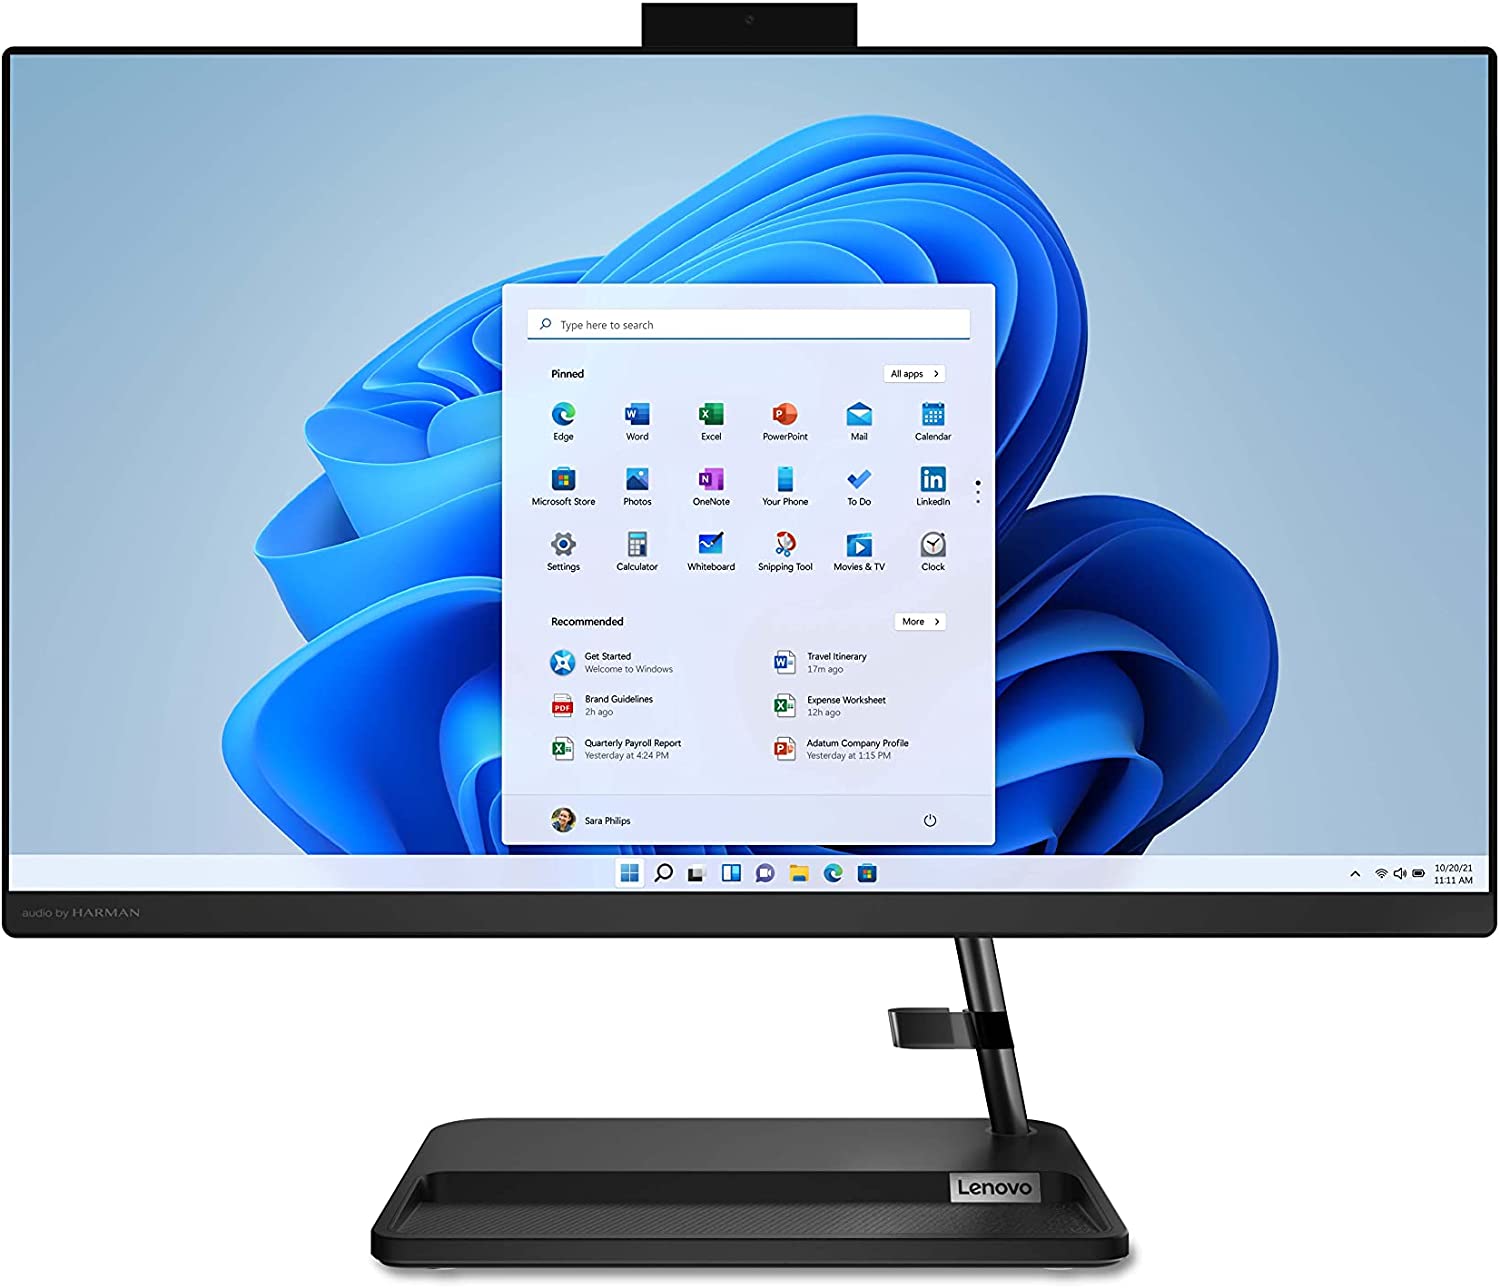 Type here to search
Pinned
All apps >
Edge
Word
Excel
PowerPoint
Mail
Calendar
Microsoft Store
Photos
OneNote
Your Phone
To Do
LinkedIn
Settings
Calculator
Whiteboard
Snipping Tool
Movies & TV
Clock
Recommended
More >
Get Started
Welcome to Windows
Travel Itinerary
17m ago
Brand Guidelines
2h ago
Expense Worksheet
12h ago
Quarterly Payroll Report
Yesterday at 4:24 PM
Adatum Company Profile
Yesterday at 1:15 PM
Sara Philips
10/20/21
11:11 AM
audio by HARMAN
Lenovo